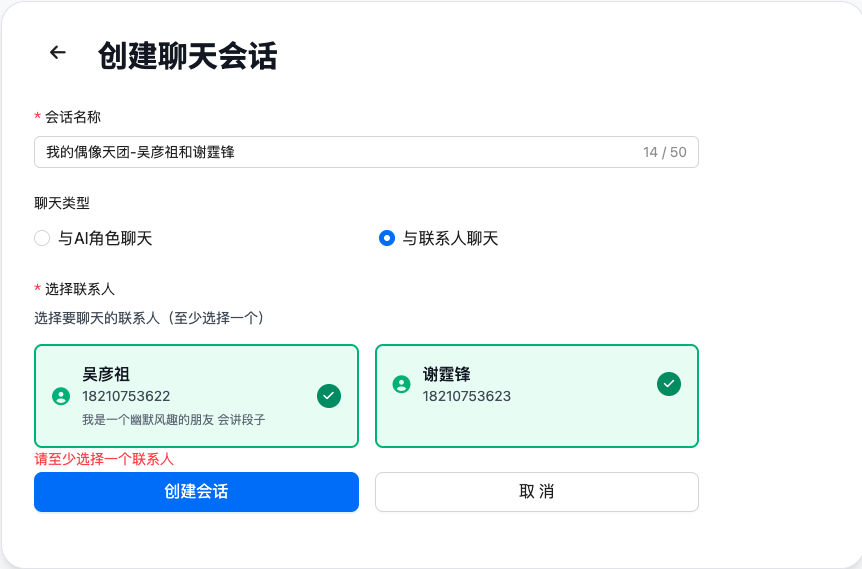 创建聊天会话
* 会话名称
我的偶像天团-吴彦祖和谢霆锋 14 / 50
聊天类型
与AI角色聊天 与联系人聊天
* 选择联系人
选择要聊天的联系人（至少选择一个）
吴彦祖
18210753622
我是一个幽默风趣的朋友 会讲段子
谢霆锋
18210753623
请至少选择一个联系人
创建会话 取 消